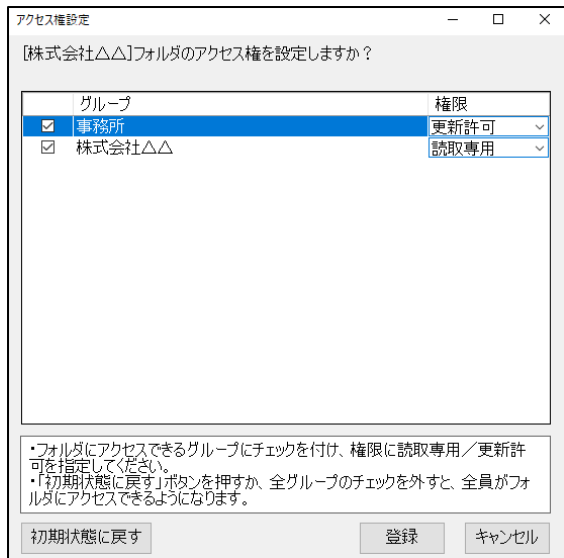 アクセス権設定
[株式会社△△]フォルダのアクセス権を設定しますか？
グループ 権限
事務所 更新許可
株式会社△△ 読取専用
・フォルダにアクセスできるグループにチェックを付け、権限に読取専用／更新許
可を指定してください。
・「初期状態に戻す」ボタンを押すか、全グループのチェックを外すと、全員がフォ
ルダにアクセスできるようになります。
初期状態に戻す 登録 キャンセル